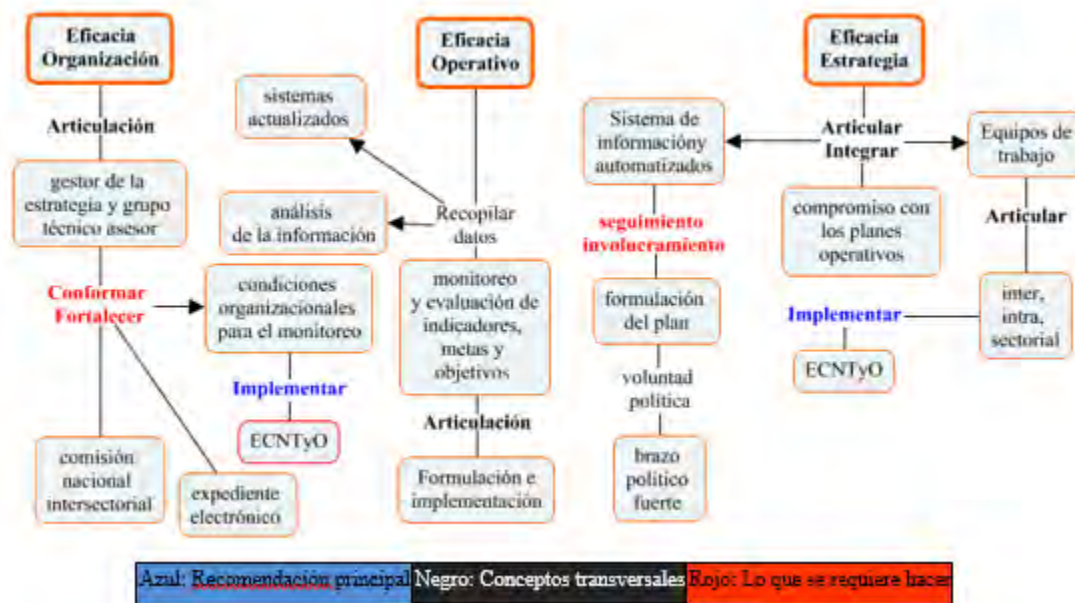 Eficacia
Organización
Articulación
gestor de la
estrategia y grupo
técnico asesor
Conformar
Fortalecer
condiciones
organizacionales
para el monitoreo
Implementar
ECNTyO
comisión
nacional
intersectorial
expediente
electrónico
Eficacia
Operativo
sistemas
actualizados
análisis
de la información
Recopilar
datos
monitoreo
y evaluación de
indicadores,
metas y
objetivos
Articulación
Formulación e
implementación
Eficacia
Estrategia
Articular
Integrar
Sistema de
informacióny
automatizados
seguimiento
involucramiento
formulación
del plan
voluntad
política
brazo
político
fuerte
compromiso con
los planes
operativos
Equipos de
trabajo
Articular
inter,
intra,
sectorial
Implementar
ECNTyO
Azul: Recomendación principal
Negro: Conceptos transversales
Rojo: Lo que se requiere hacer